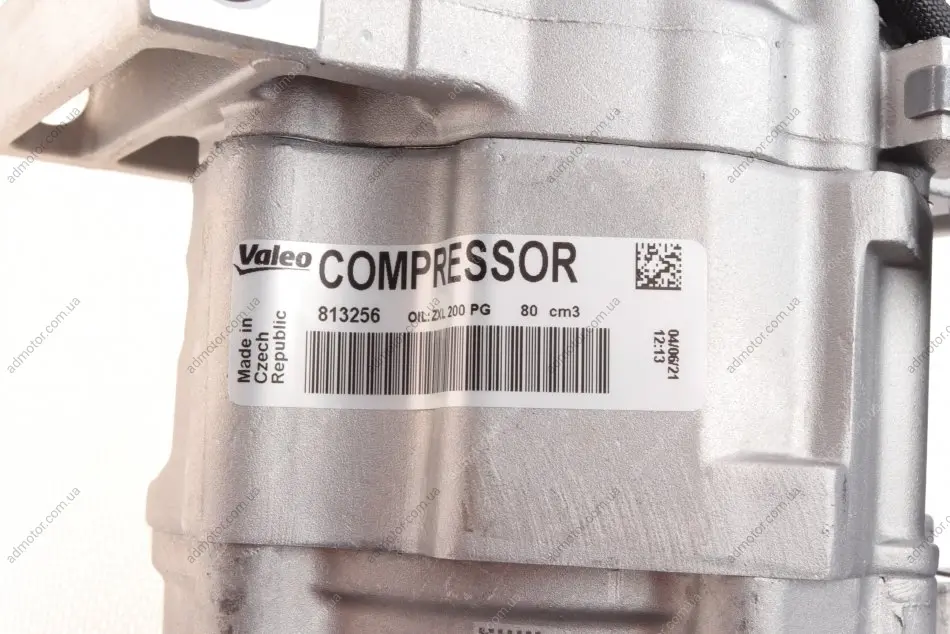 Valeo COMPRESSOR
813256 OIL: ZXL 200 PG 80 cm3
Made in
Czech
Republic
04/06/21
12:13
admotor.com.ua